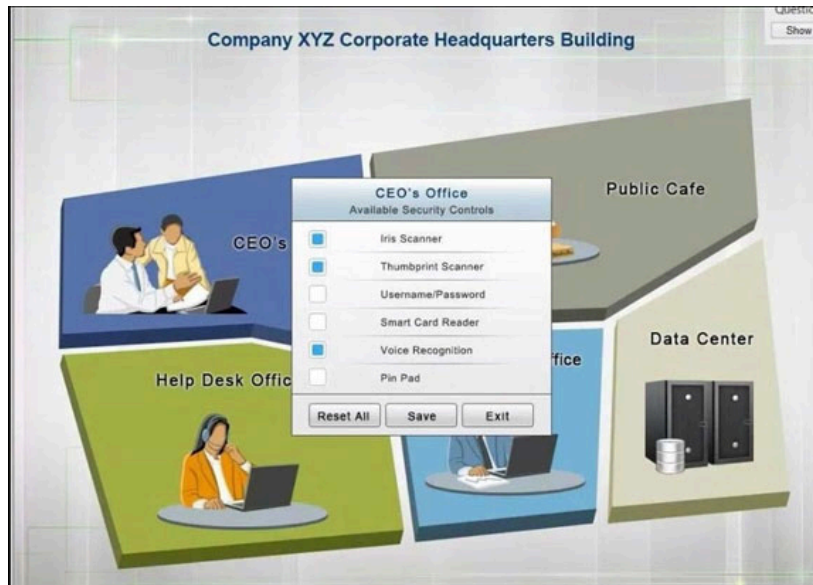 Questio
Show
Company XYZ Corporate Headquarters Building
Public Cafe
CEO's
CEO's Office
Available Security Controls
Iris Scanner
Thumbprint Scanner
Username/Password
Smart Card Reader
Voice Recognition
Pin Pad
Reset All Save Exit
Help Desk Offic
ffice
Data Center